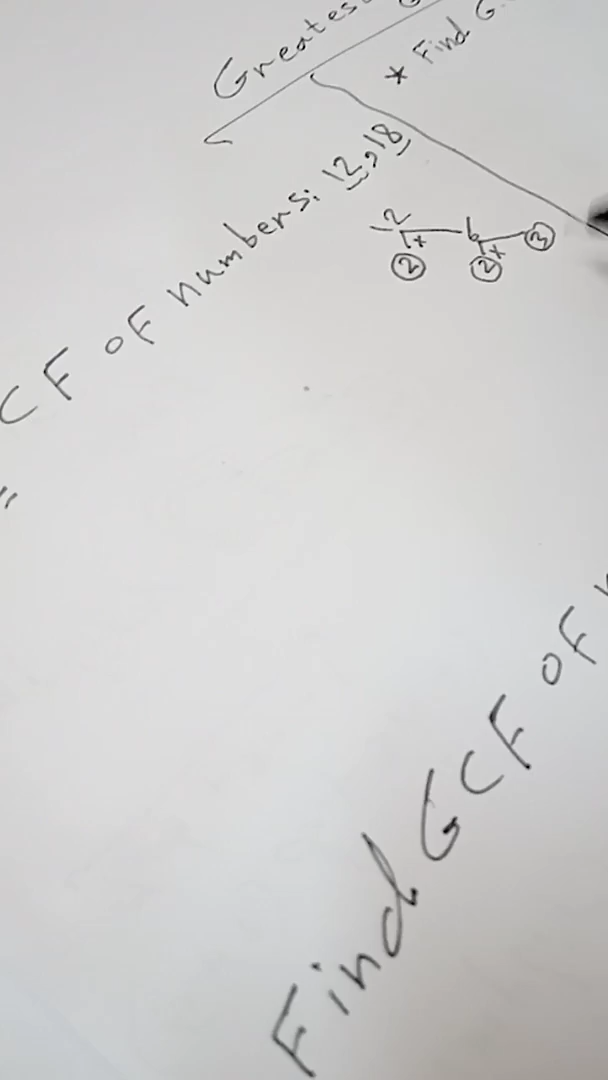 Greates
* Find G
CF of numbers: 12, 18
12 6
2 × 2 × 3
=
Find GCF of